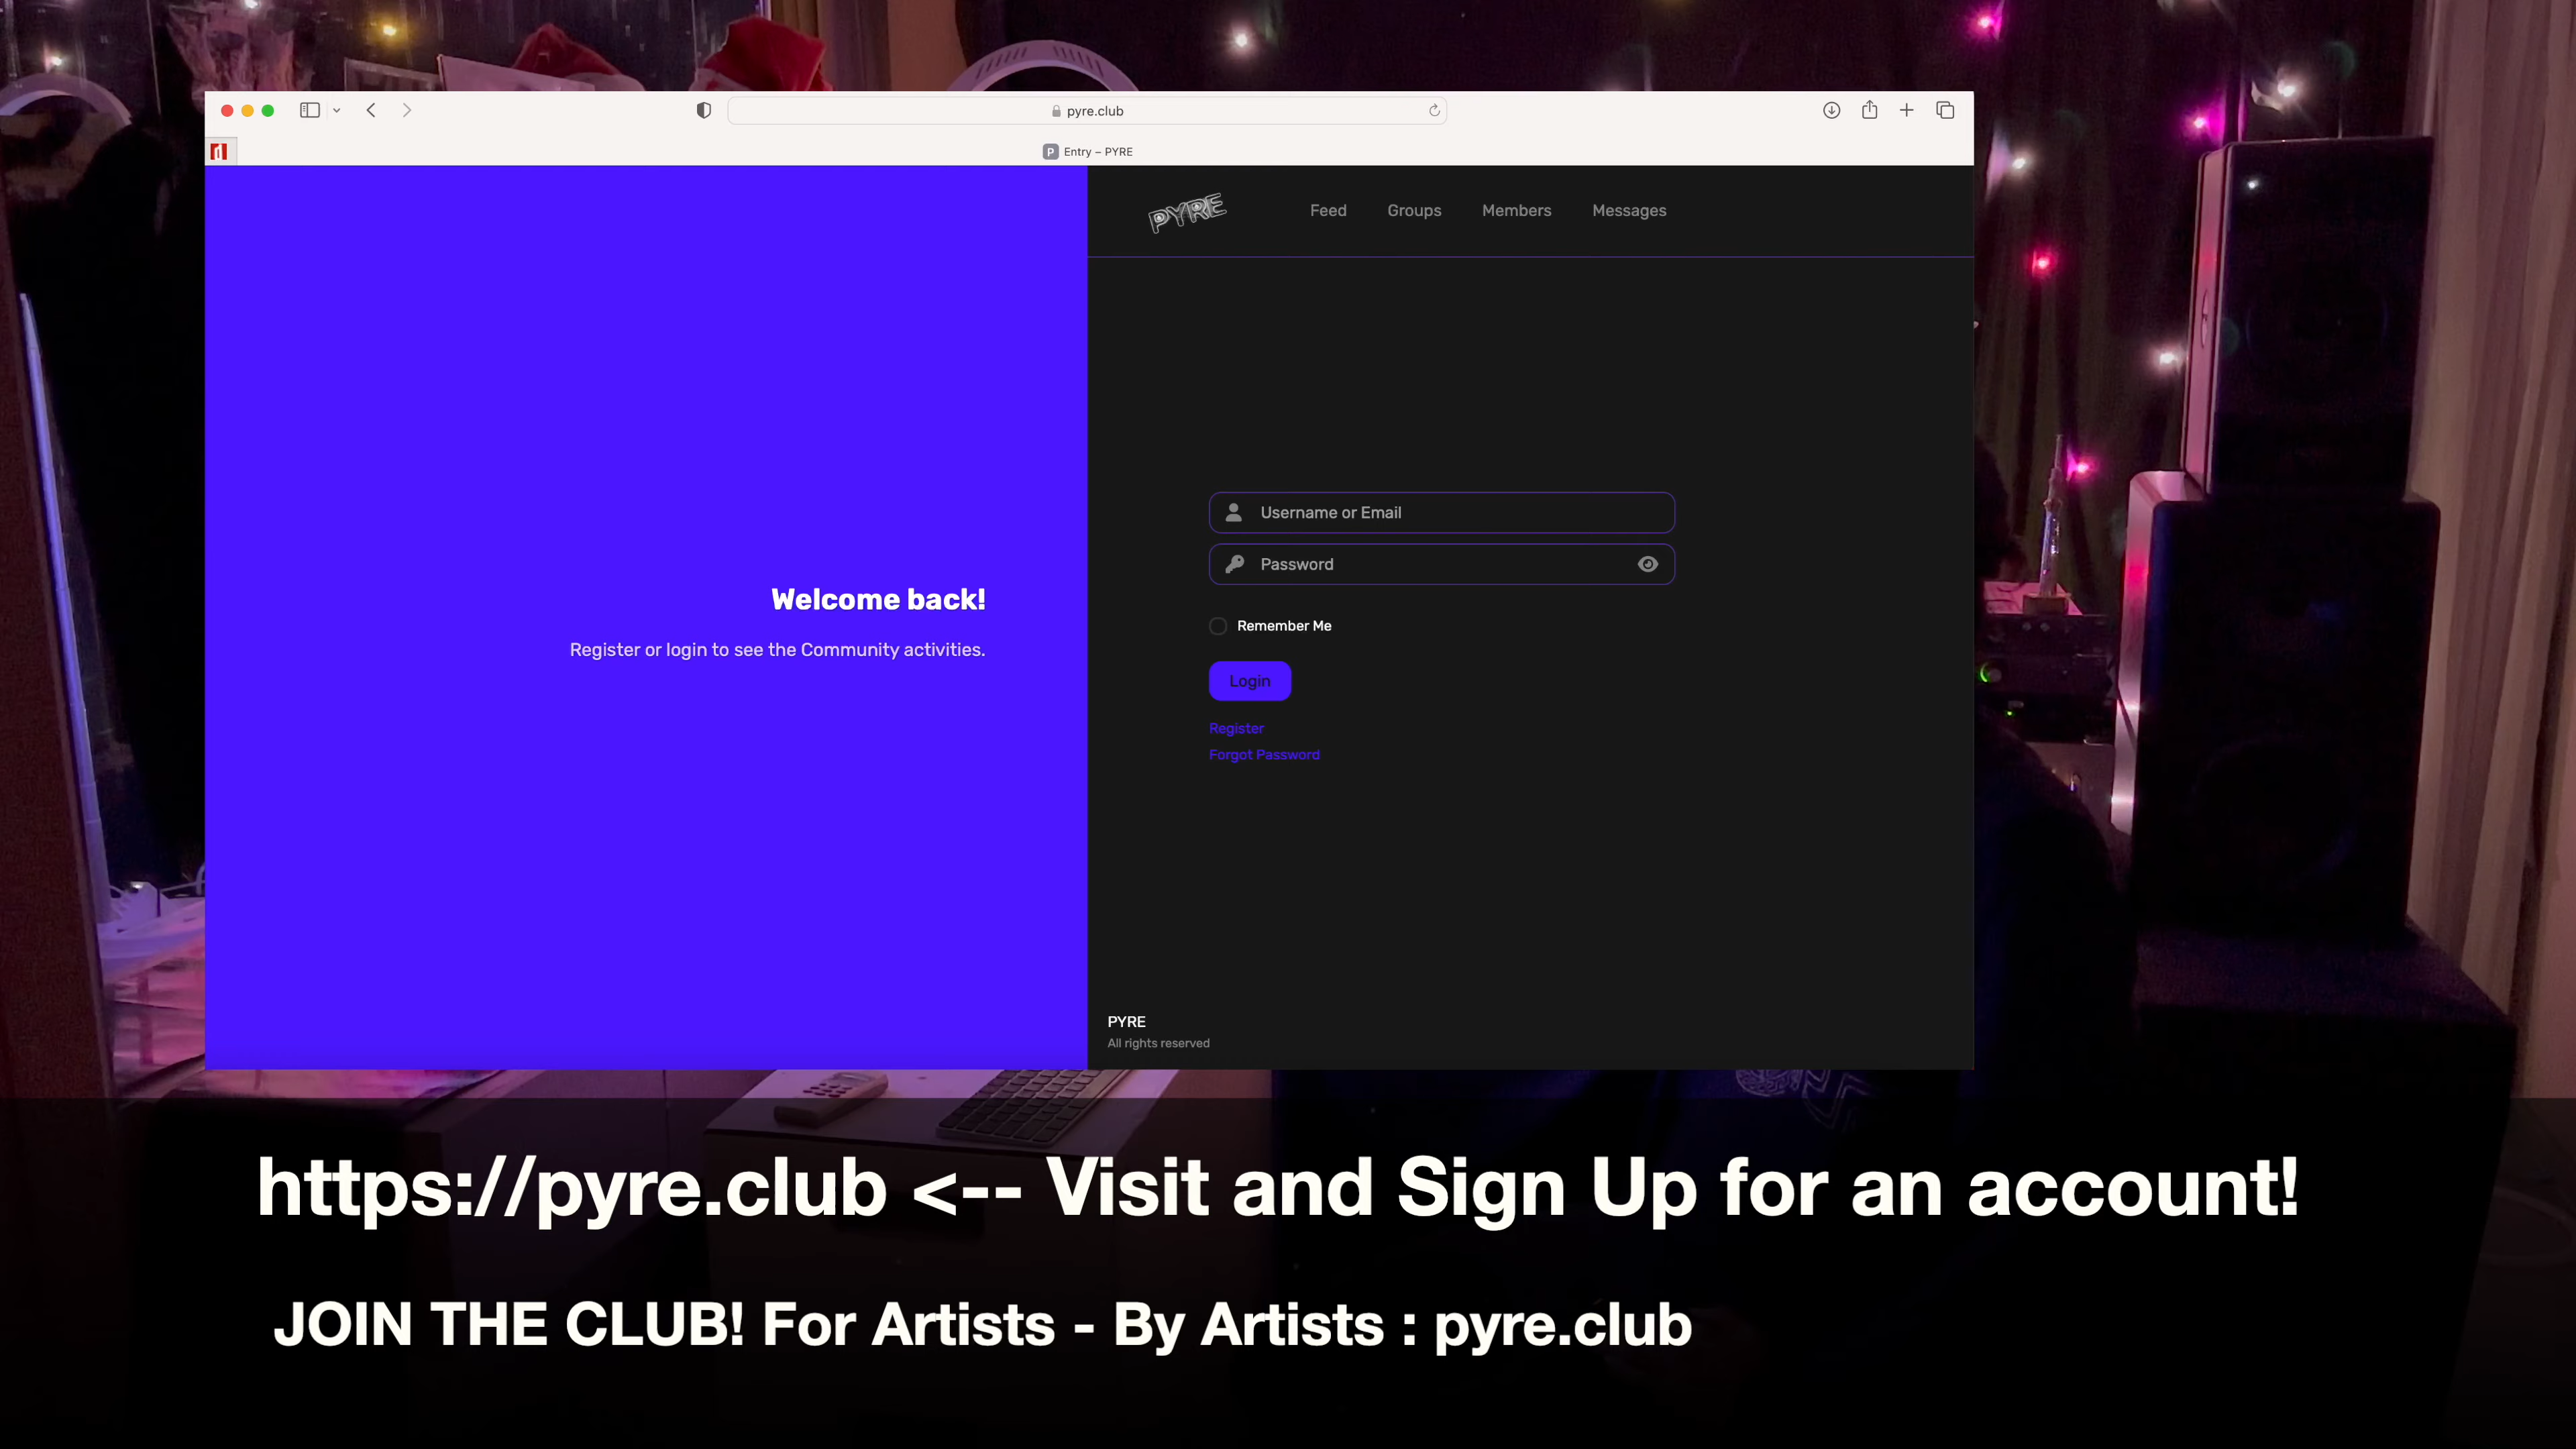 pyre.club
P Entry – PYRE
PYRE
Feed Groups Members Messages
Username or Email
Password
Welcome back!
Remember Me
Register or login to see the Community activities.
Login
Register
Forgot Password
PYRE
All rights reserved
https://pyre.club <-- Visit and Sign Up for an account!
JOIN THE CLUB! For Artists - By Artists : pyre.club